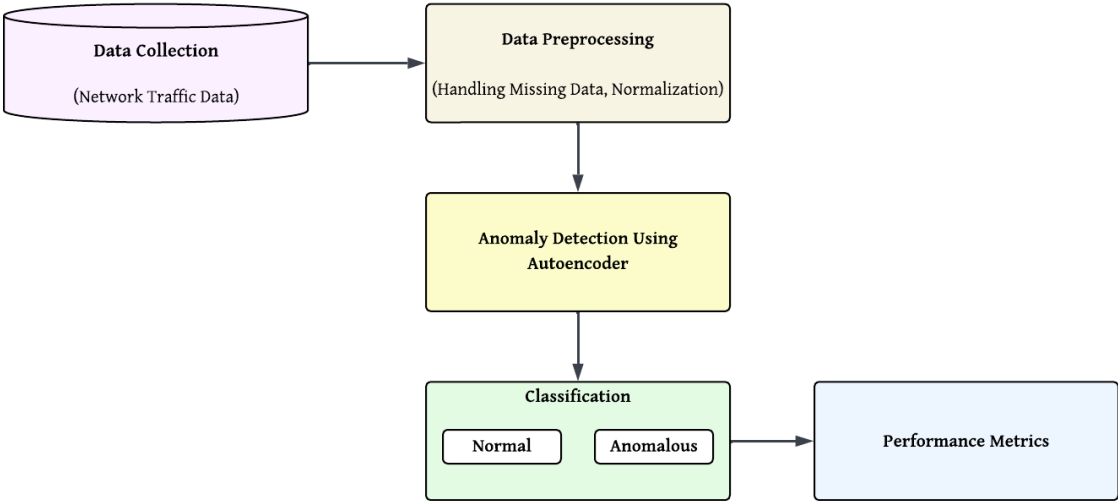 Data Collection
(Network Traffic Data)
Data Preprocessing
(Handling Missing Data, Normalization)
Anomaly Detection Using
Autoencoder
Classification
Normal
Anomalous
Performance Metrics